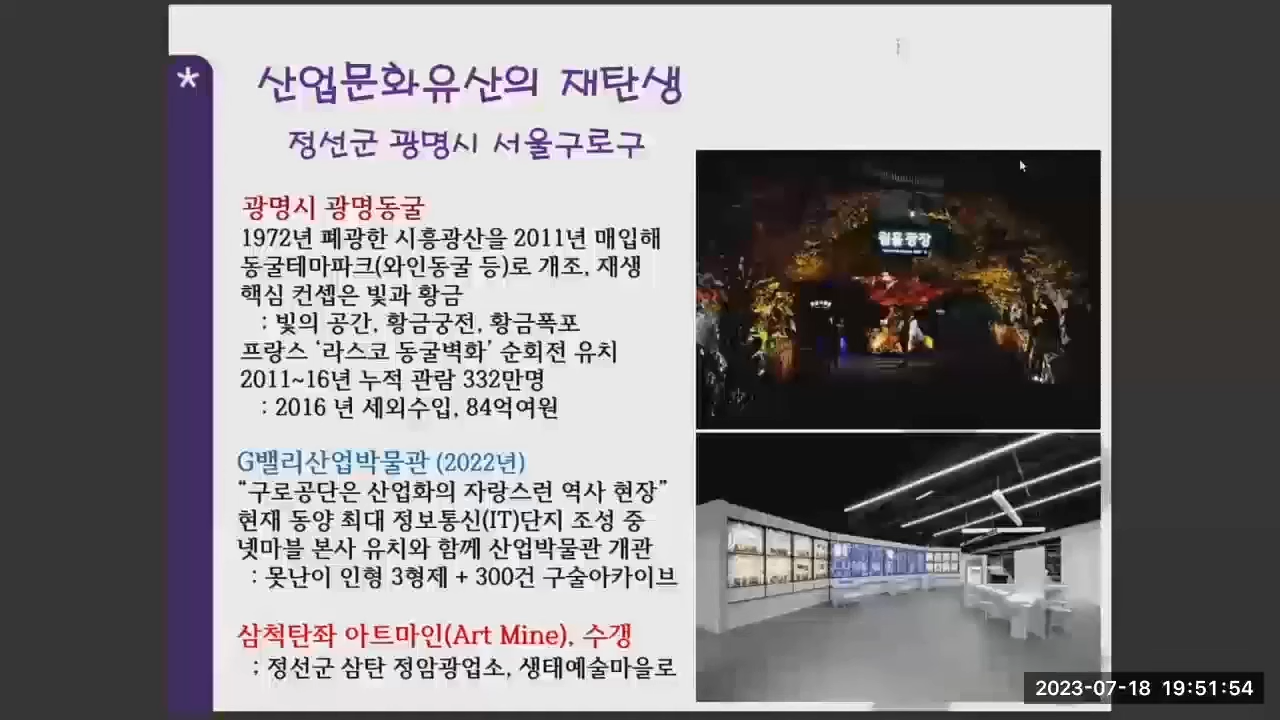 *
산업문화유산의 재탄생
정선군 광명시 서울구로구
광명시 광명동굴
1972년 폐광한 시흥광산을 2011년 매입해
동굴테마파크(와인동굴 등)로 개조, 재생
핵심 컨셉은 빛과 황금
: 빛의 공간, 황금궁전, 황금폭포
프랑스 ‘라스코 동굴벽화’ 순회전 유치
2011~16년 누적 관람 332만명
: 2016 년 세외수입, 84억여원
G밸리산업박물관 (2022년)
“구로공단은 산업화의 자랑스런 역사 현장”
현재 동양 최대 정보통신(IT)단지 조성 중
넷마블 본사 유치와 함께 산업박물관 개관
: 못난이 인형 3형제 + 300건 구술아카이브
삼척탄좌 아트마인(Art Mine), 수갱
; 정선군 삼탄 정암광업소, 생태예술마을로
2023-07-18 19:51:54